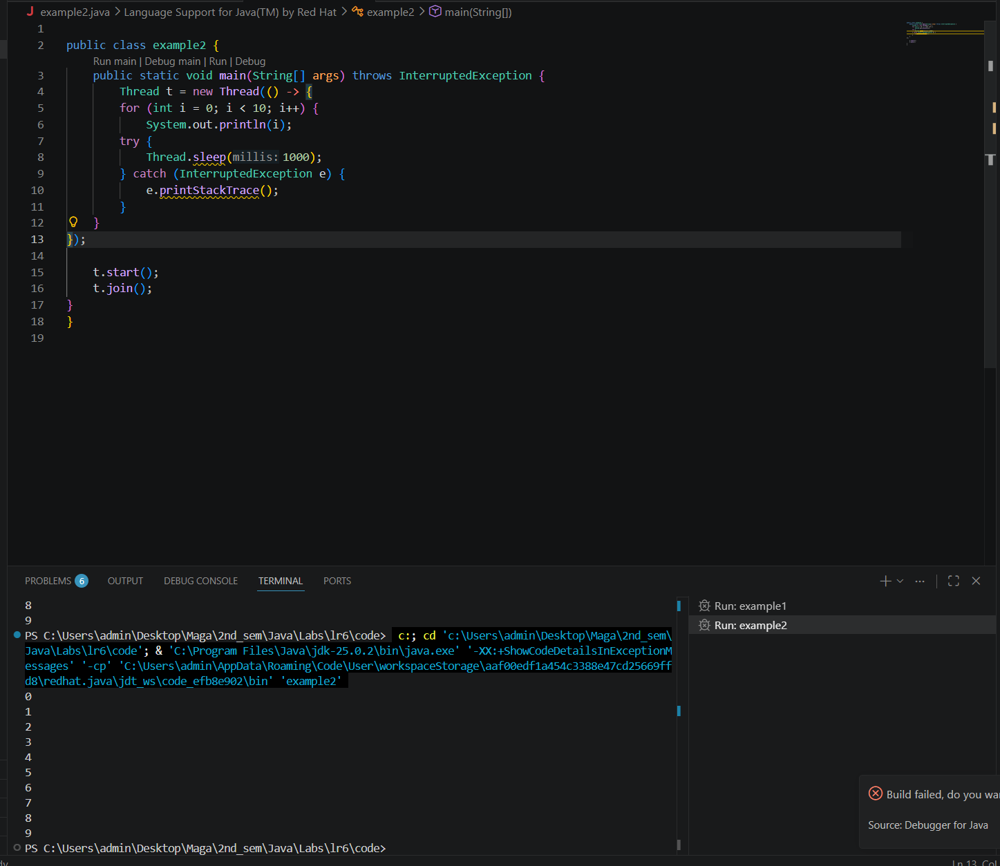 example2.java > Language Support for Java(TM) by Red Hat > example2 > main(String[])
1
2 public class example2 {
Run main | Debug main | Run | Debug
3 public static void main(String[] args) throws InterruptedException {
4 Thread t = new Thread(() -> {
5 for (int i = 0; i < 10; i++) {
6 System.out.println(i);
7 try {
8 Thread.sleep(millis: 1000);
9 } catch (InterruptedException e) {
10 e.printStackTrace();
11 }
12 }
13 });
14
15 t.start();
16 t.join();
17 }
18 }
19
PROBLEMS 6 OUTPUT DEBUG CONSOLE TERMINAL PORTS
8
9
PS C:\Users\admin\Desktop\Maga\2nd_sem\Java\Labs\lr6\code> c:; cd 'c:\Users\admin\Desktop\Maga\2nd_sem\
Java\Labs\lr6\code'; & 'C:\Program Files\Java\jdk-25.0.2\bin\java.exe' '-XX:+ShowCodeDetailsInExceptionM
essages' '-cp' 'C:\Users\admin\AppData\Roaming\Code\User\workspaceStorage\aaf00edf1a454c3388e47cd25669ff
d8\redhat.java\jdt_ws\code_efb8e902\bin' 'example2'
0
1
2
3
4
5
6
7
8
9
PS C:\Users\admin\Desktop\Maga\2nd_sem\Java\Labs\lr6\code>
Run: example1
Run: example2
Build failed, do you
Source: Debugger for Java
Ln 13, Col